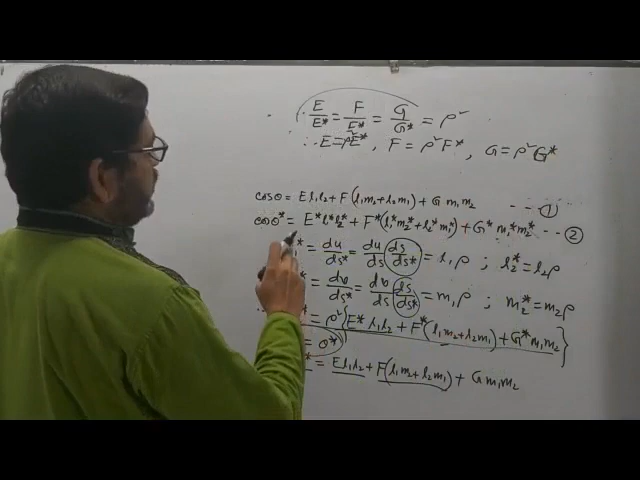 E/E* = F/E* = G/G* = ρ²
∴ E=ρ²E*, F = ρ²F*, G=ρ²G*
cosθ = E l₁l₂ + F(l₁m₂+l₂m₁) + G m₁m₂ --- ①
cosθ* = E* l₁* l₂* + F*(l₁* m₂* + l₂* m₁*) + G* m₁* m₂* --- ②
* = du/ds* = du/ds ds/ds* = l₁ρ ; l₂* = l₂ρ
* = dv/ds* = dv/ds ds/ds* = m₁ρ ; m₂* = m₂ρ
* = ρ²{E* l₁l₂ + F*(l₁m₂+l₂m₁) + G* m₁m₂}
= θ*
* = E l₁l₂ + F(l₁m₂+l₂m₁) + G m₁m₂